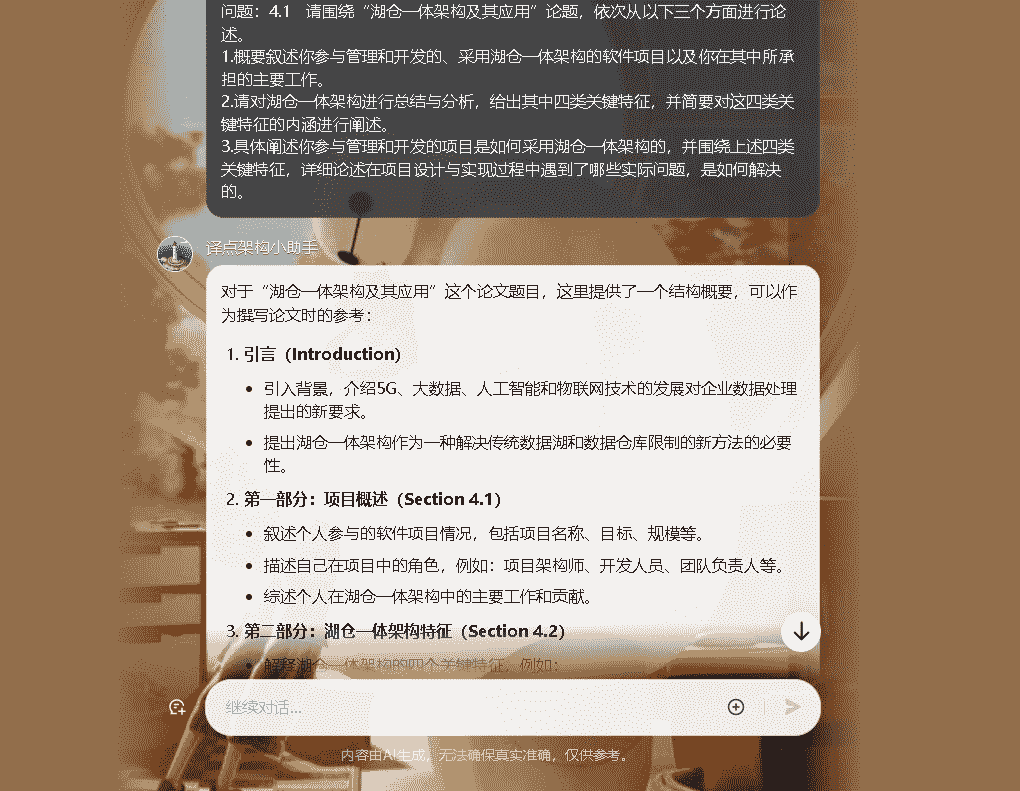 问题：4.1 请围绕“湖仓一体架构及其应用”论题，依次从以下三个方面进行论
述。
1.概要叙述你参与管理和开发的、采用湖仓一体架构的软件项目以及你在其中所承
担的主要工作。
2.请对湖仓一体架构进行总结与分析，给出其中四类关键特征，并简要对这四类关
键特征的内涵进行阐述。
3.具体阐述你参与管理和开发的项目是如何采用湖仓一体架构的，并围绕上述四类
关键特征，详细论述在项目设计与实现过程中遇到了哪些实际问题，是如何解决
的。
译点架构小助手
对于“湖仓一体架构及其应用”这个论文题目，这里提供了一个结构概要，可以作
为撰写论文时的参考：
1. 引言（Introduction）
• 引入背景，介绍5G、大数据、人工智能和物联网技术的发展对企业数据处理
提出的新要求。
• 提出湖仓一体架构作为一种解决传统数据湖和数据仓库限制的新方法的必要
性。
2. 第一部分：项目概述（Section 4.1）
• 叙述个人参与的软件项目情况，包括项目名称、目标、规模等。
• 描述自己在项目中的角色，例如：项目架构师、开发人员、团队负责人等。
• 综述个人在湖仓一体架构中的主要工作和贡献。
3. 第二部分：湖仓一体架构特征（Section 4.2）
• 解释湖仓一体架构的四个关键特征，例如：
继续对话...
内容由AI生成，无法确保真实准确，仅供参考。